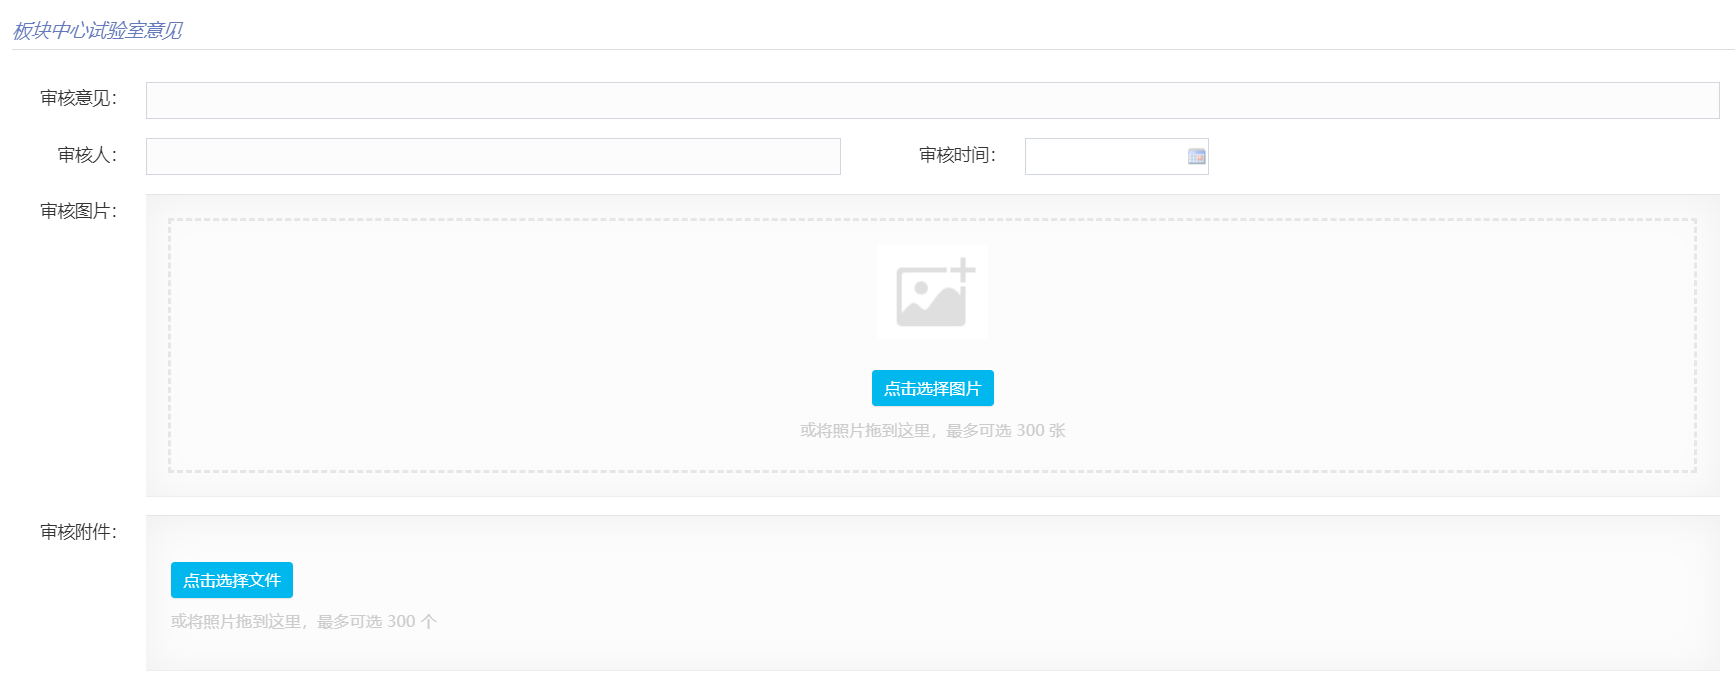 板块中心试验室意见
审核意见：
审核人：
审核时间：
审核图片：
点击选择图片
或将照片拖到这里，最多可选 300 张
审核附件：
点击选择文件
或将照片拖到这里，最多可选 300 个